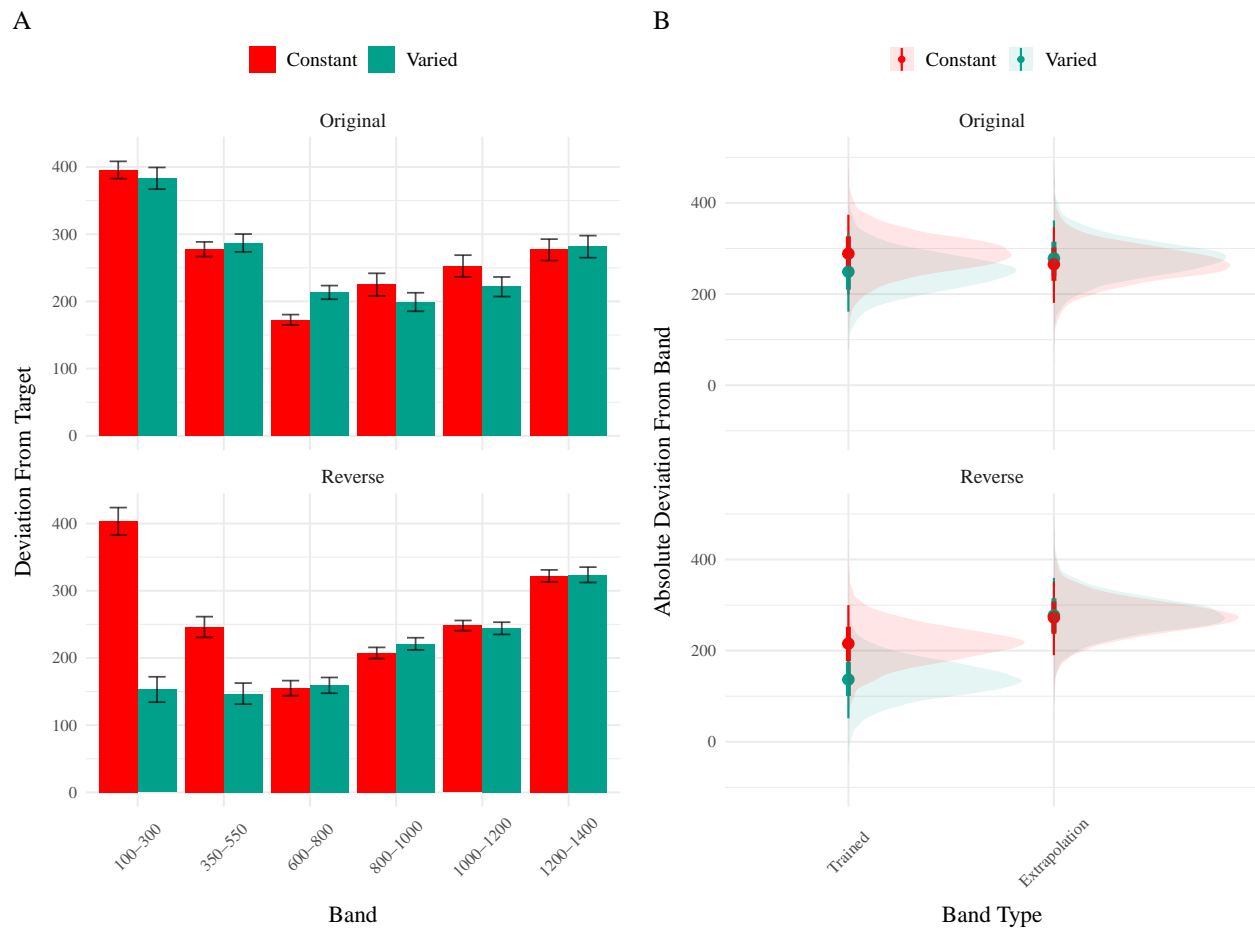 A
Constant
Varied
Original
400
300
200
100
0
Reverse
400
300
200
100
0
Deviation From Target
100−300
350−550
600−800
800−1000
1000−1200
1200−1400
Band
B
Constant
Varied
Original
400
200
0
Reverse
400
200
0
Absolute Deviation From Band
Trained
Extrapolation
Band Type